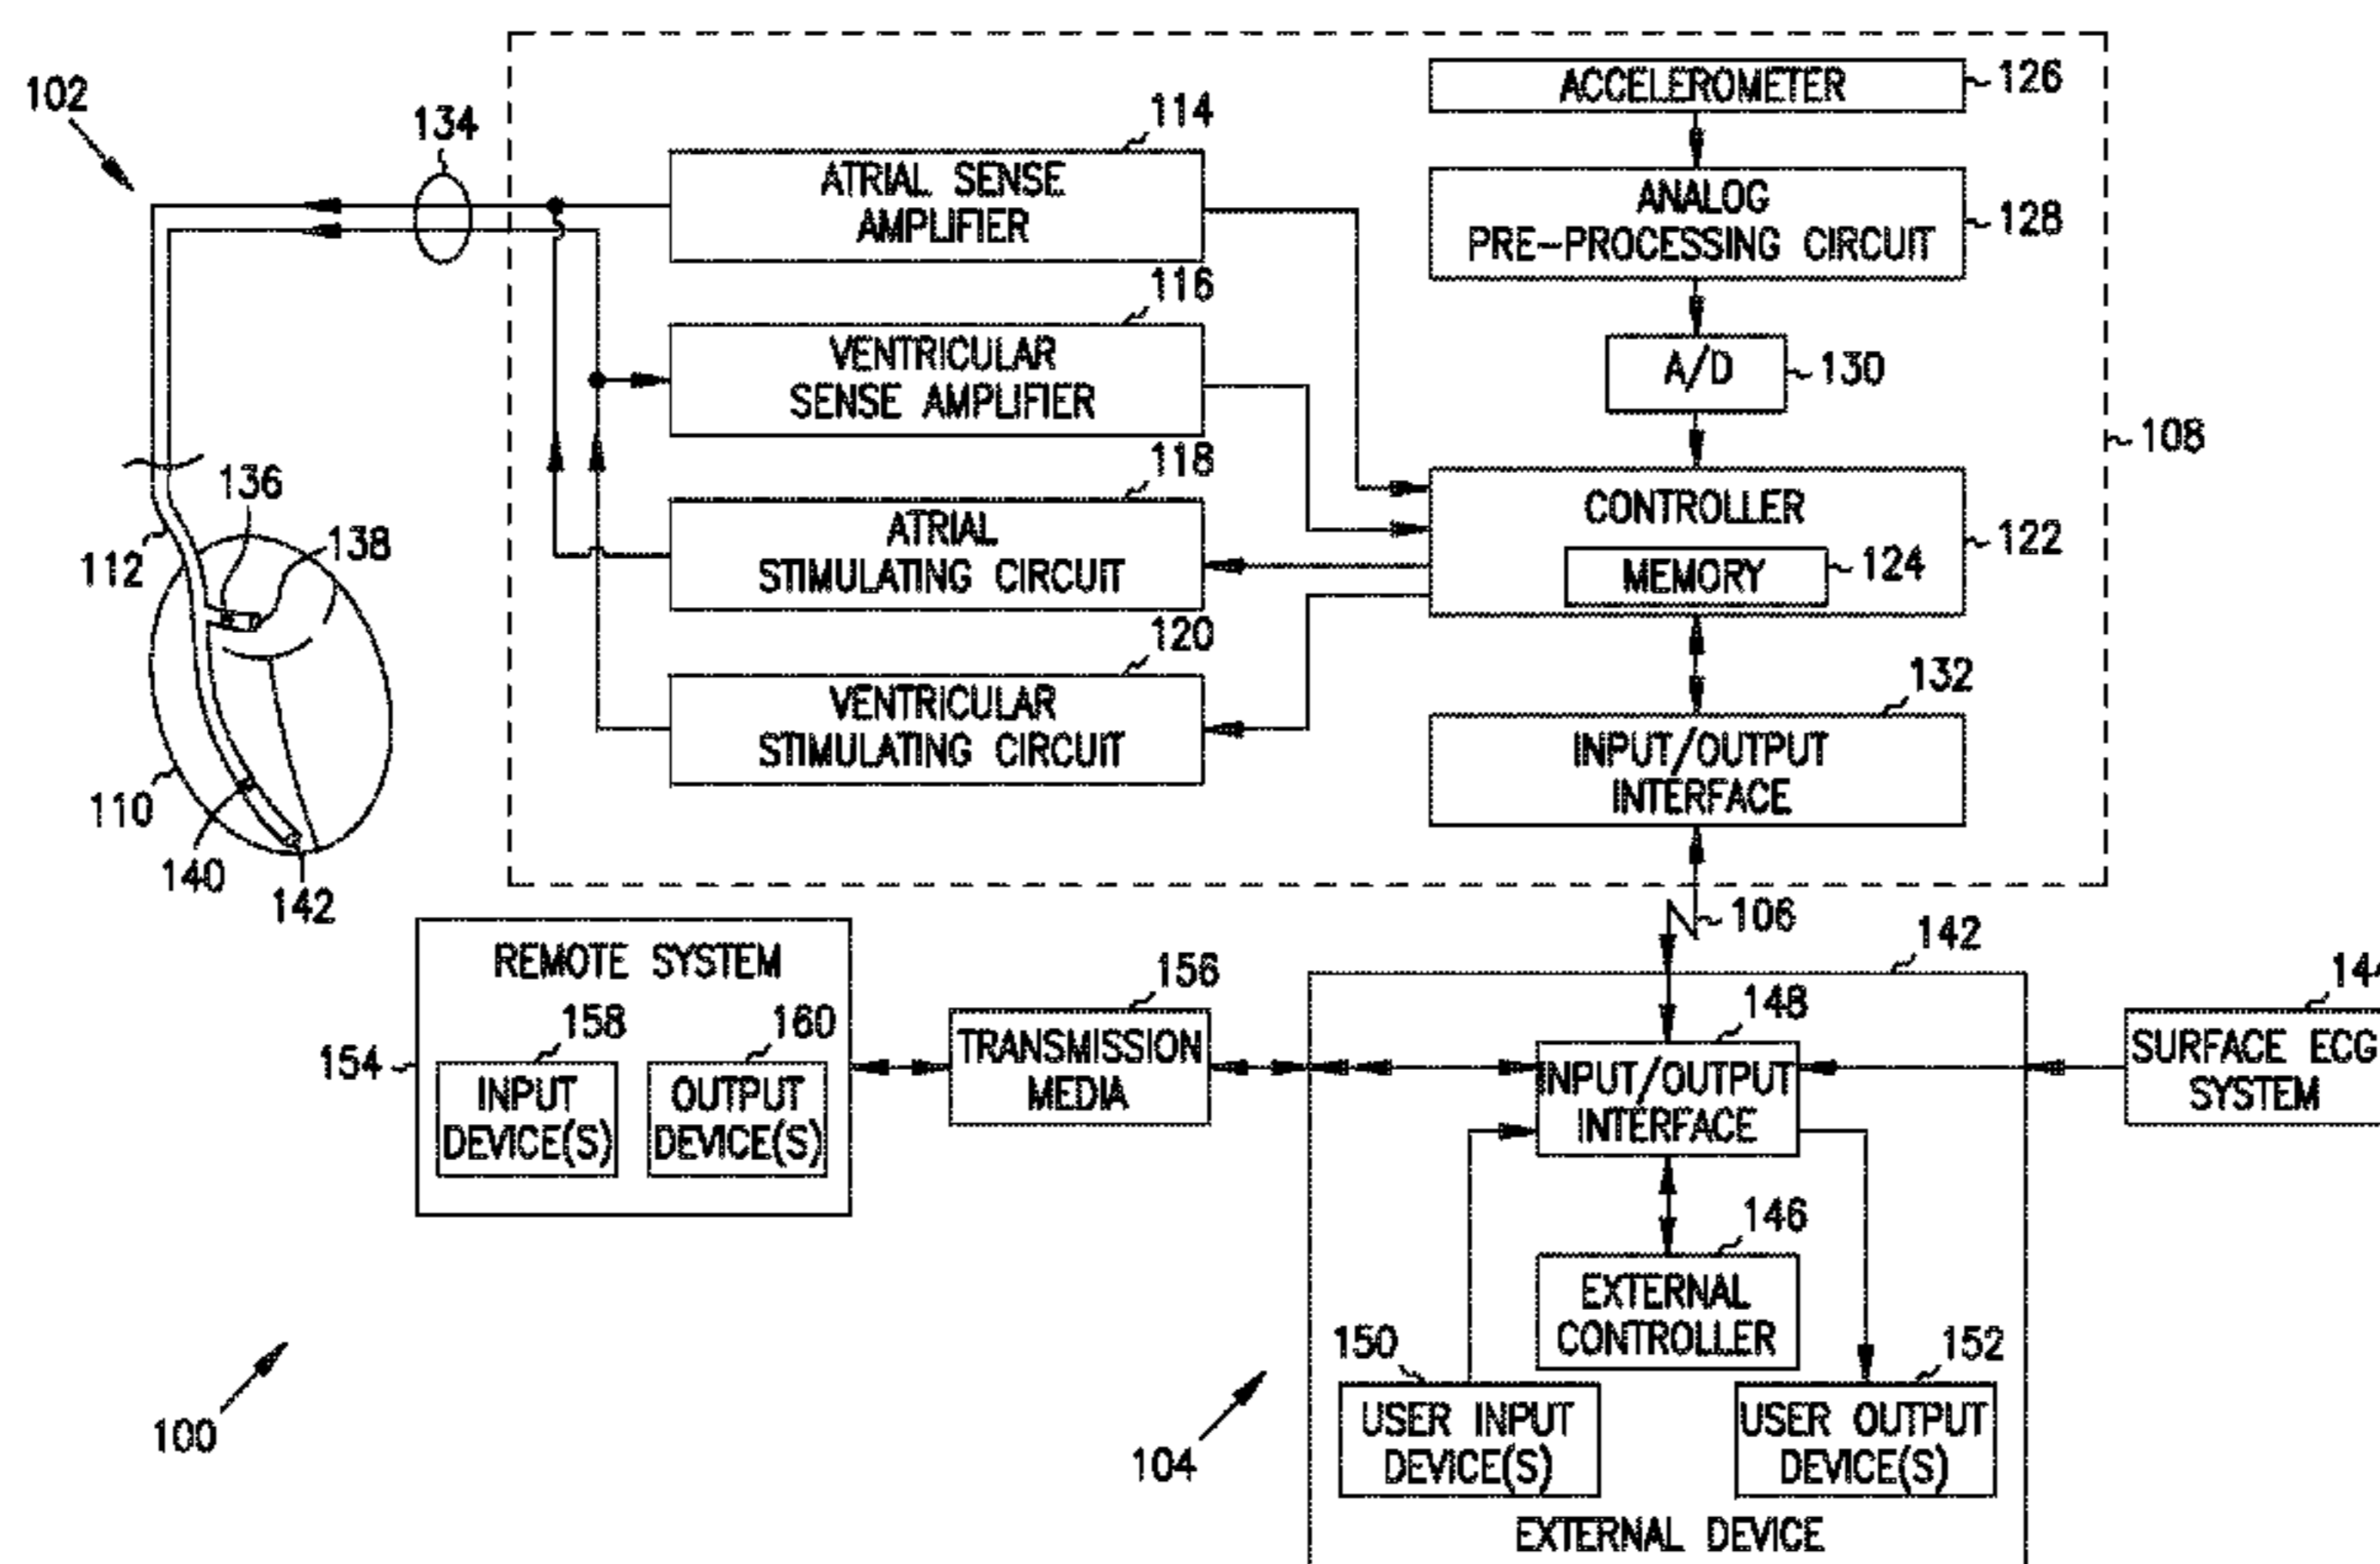 102
134
114
ATRIAL SENSE
AMPLIFIER
116
VENTRICULAR
SENSE AMPLIFIER
118
ATRIAL
STIMULATING CIRCUIT
120
VENTRICULAR
STIMULATING CIRCUIT
ACCELEROMETER
126
ANALOG
PRE-PROCESSING CIRCUIT
128
A/D
130
108
CONTROLLER
122
MEMORY
124
132
INPUT/OUTPUT
INTERFACE
136
138
112
110
140
142
106
REMOTE SYSTEM
154
158
INPUT
DEVICE(S)
160
OUTPUT
DEVICE(S)
156
TRANSMISSION
MEDIA
142
148
INPUT/OUTPUT
INTERFACE
SURFACE ECG
SYSTEM
146
EXTERNAL
CONTROLLER
150
USER INPUT
DEVICE(S)
152
USER OUTPUT
DEVICE(S)
EXTERNAL DEVICE
100
104